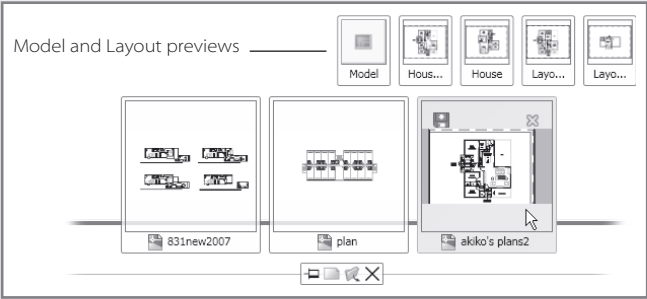 Model and Layout previews
Model Hous... House Layo... Layo...
831new2007 plan akiko's plans2